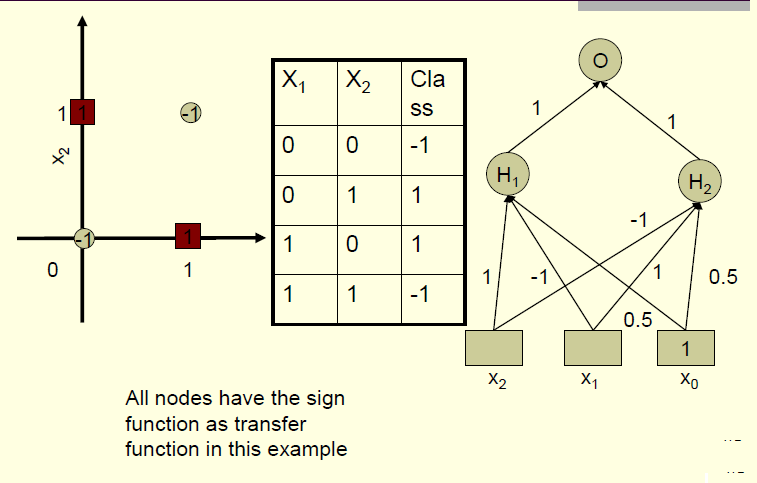 1
1
-1
x2
-1
1
0
1
X1 X2 Cla
ss
0 0 -1
0 1 1
1 0 1
1 1 -1
O
1
1
H1
H2
-1
1
-1
1
0.5
0.5
1
x2
x1
x0
All nodes have the sign
function as transfer
function in this example